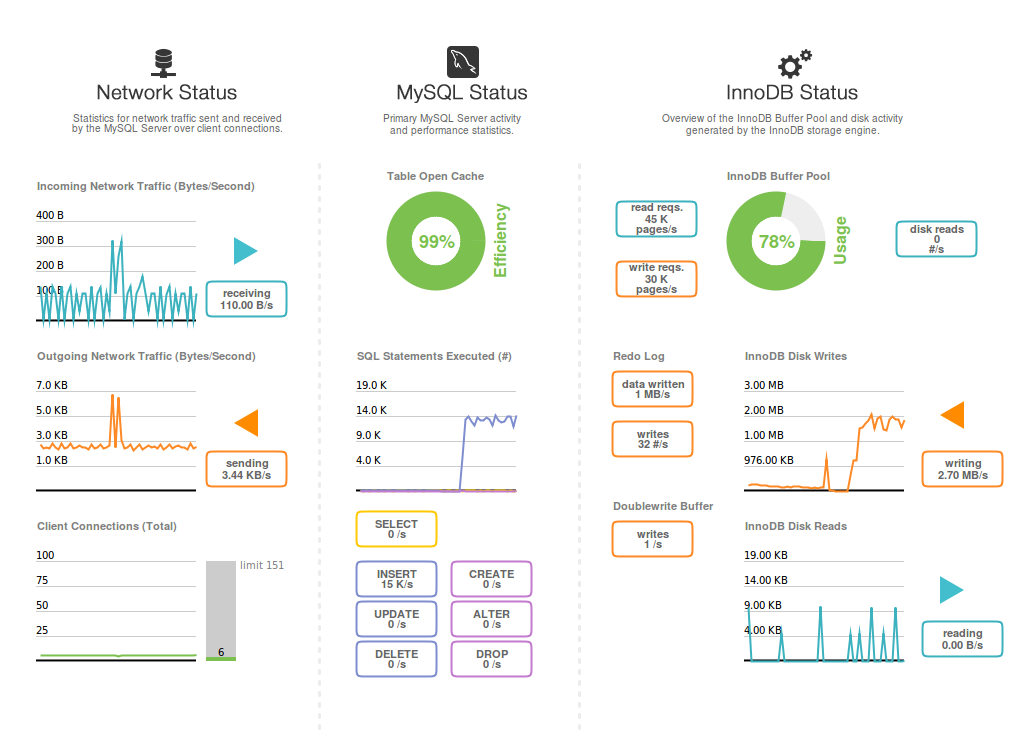 Network Status
Statistics for network traffic sent and received
by the MySQL Server over client connections.
Incoming Network Traffic (Bytes/Second)
400 B
300 B
200 B
100 B
receiving
110.00 B/s
Outgoing Network Traffic (Bytes/Second)
7.0 KB
5.0 KB
3.0 KB
1.0 KB
sending
3.44 KB/s
Client Connections (Total)
100
75
50
25
limit 151
6
MySQL Status
Primary MySQL Server activity
and performance statistics.
Table Open Cache
99%
Efficiency
SQL Statements Executed (#)
19.0 K
14.0 K
9.0 K
4.0 K
SELECT
0 /s
INSERT
15 K/s
CREATE
0 /s
UPDATE
0 /s
ALTER
0 /s
DELETE
0 /s
DROP
0 /s
InnoDB Status
Overview of the InnoDB Buffer Pool and disk activity
generated by the InnoDB storage engine.
InnoDB Buffer Pool
read reqs.
45 K
pages/s
write reqs.
30 K
pages/s
78%
Usage
disk reads
0
#/s
Redo Log
data written
1 MB/s
writes
32 #/s
Doublewrite Buffer
writes
1 /s
InnoDB Disk Writes
3.00 MB
2.00 MB
1.00 MB
976.00 KB
writing
2.70 MB/s
InnoDB Disk Reads
19.00 KB
14.00 KB
9.00 KB
4.00 KB
reading
0.00 B/s